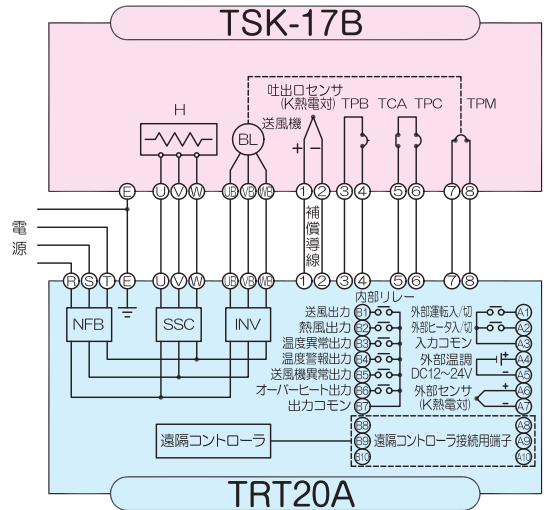 TSK-17B
吐出口センサ
(K熱電対) TPB TCA TPC TPM
H
送風機
BL
+ −
E U V W UB VB WB 1 2 3 4 5 6 7 8
電源
補償導線
R S T E U V W UB VB WB 1 2 3 4 5 6 7 8
NFB SSC INV
内部リレー
送風出力 B1
熱風出力 B2
温度異常出力 B3
温度警報出力 B4
送風機異常出力 B5
オーバーヒート出力 B6
出力コモン B7
外部運転入/切 A1
外部ヒータ入/切 A2
入力コモン A3
外部温調 + A4
DC12～24V − A5
外部センサ + A6
(K熱電対) − A7
B8 A8
遠隔コントローラ B9 遠隔コントローラ接続用端子 A9
B10 A10
TRT20A